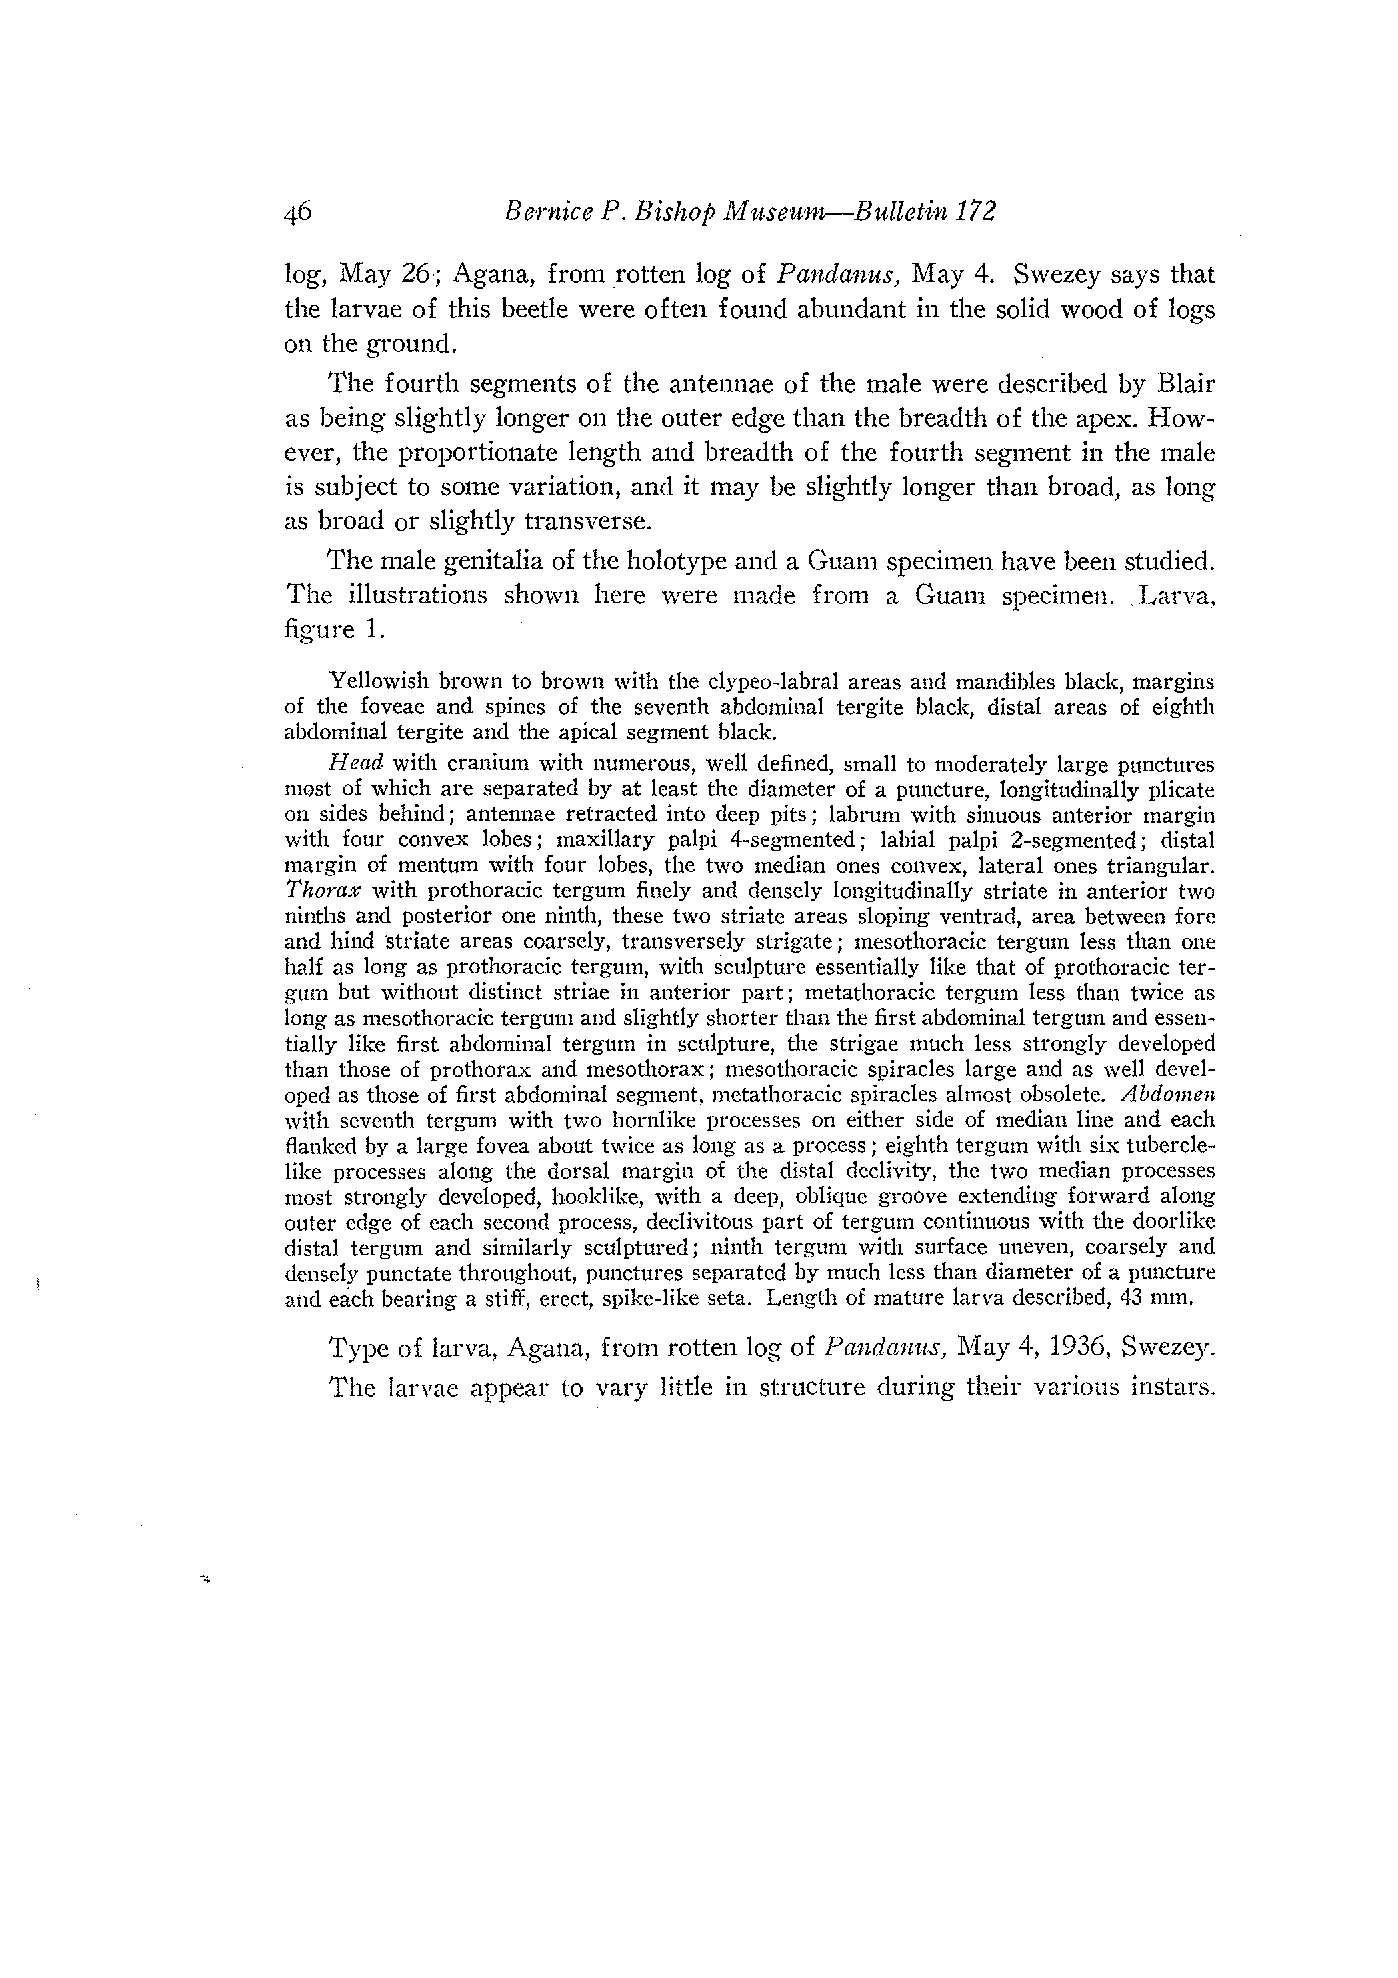 46 Bernice P. Bishop Museum—Bulletin 172
log, May 26; Agana, from rotten log of Pandanus, May 4. Swezey says that
the larvae of this beetle were often found abundant in the solid wood of logs
on the ground.
The fourth segments of the antennae of the male were described by Blair
as being slightly longer on the outer edge than the breadth of the apex. How-
ever, the proportionate length and breadth of the fourth segment in the male
is subject to some variation, and it may be slightly longer than broad, as long
as broad or slightly transverse.
The male genitalia of the holotype and a Guam specimen have been studied.
The illustrations shown here were made from a Guam specimen. Larva,
figure 1.
Yellowish brown to brown with the clypeo-labral areas and mandibles black, margins
of the foveae and spines of the seventh abdominal tergite black, distal areas of eighth
abdominal tergite and the apical segment black.
Head with cranium with numerous, well defined, small to moderately large punctures
most of which are separated by at least the diameter of a puncture, longitudinally plicate
on sides behind; antennae retracted into deep pits; labrum with sinuous anterior margin
with four convex lobes; maxillary palpi 4-segmented; labial palpi 2-segmented; distal
margin of mentum with four lobes, the two median ones convex, lateral ones triangular.
Thorax with prothoracic tergum finely and densely longitudinally striate in anterior two
ninths and posterior one ninth, these two striate areas sloping ventrad, area between fore
and hind striate areas coarsely, transversely strigate; mesothoracic tergum less than one
half as long as prothoracic tergum, with sculpture essentially like that of prothoracic ter-
gum but without distinct striae in anterior part; metathoracic tergum less than twice as
long as mesothoracic tergum and slightly shorter than the first abdominal tergum and essen-
tially like first abdominal tergum in sculpture, the strigae much less strongly developed
than those of prothorax and mesothorax; mesothoracic spiracles large and as well devel-
oped as those of first abdominal segment, metathoracic spiracles almost obsolete. Abdomen
with seventh tergum with two hornlike processes on either side of median line and each
flanked by a large fovea about twice as long as a process; eighth tergum with six tubercle-
like processes along the dorsal margin of the distal declivity, the two median processes
most strongly developed, hooklike, with a deep, oblique groove extending forward along
outer edge of each second process, declivitous part of tergum continuous with the doorlike
distal tergum and similarly sculptured; ninth tergum with surface uneven, coarsely and
densely punctate throughout, punctures separated by much less than diameter of a puncture
and each bearing a stiff, erect, spike-like seta. Length of mature larva described, 43 mm.
Type of larva, Agana, from rotten log of Pandanus, May 4, 1936, Swezey.
The larvae appear to vary little in structure during their various instars.